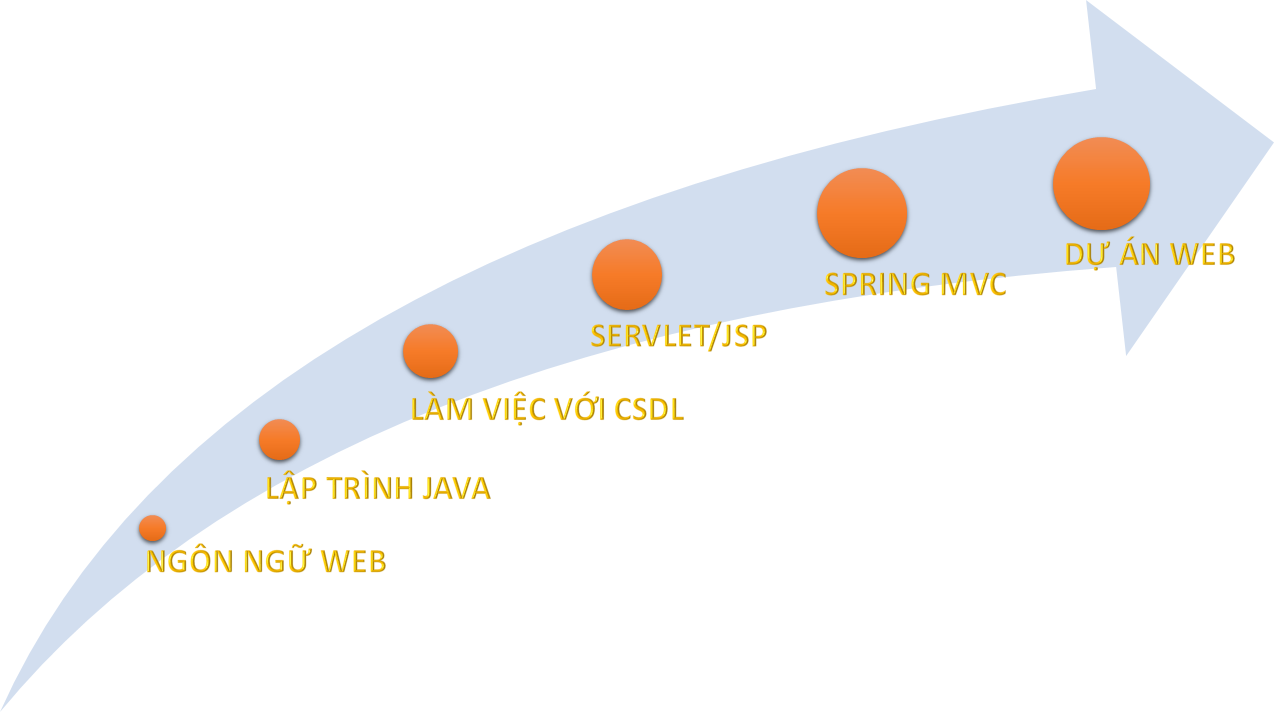 DỰ ÁN WEB
SPRING MVC
SERVLET/JSP
LÀM VIỆC VỚI CSDL
LẬP TRÌNH JAVA
NGÔN NGỮ WEB